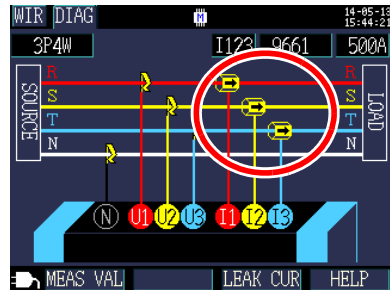 WIR DIAG M 14-05-13
15:44:21
3P4W I123 9661 500A
R R
S S
T T
N N
SOURCE LOAD
N U1 U2 U3 I1 I2 I3
MEAS VAL LEAK CUR HELP